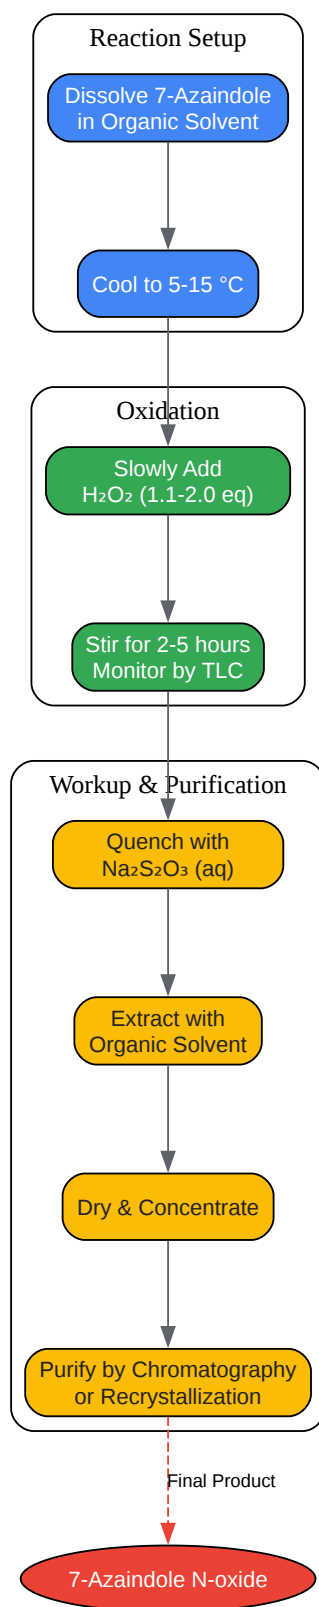 Reaction Setup
Dissolve 7-Azaindole
in Organic Solvent
Cool to 5-15 °C
Oxidation
Slowly Add
H₂O₂ (1.1-2.0 eq)
Stir for 2-5 hours
Monitor by TLC
Workup & Purification
Quench with
Na₂S₂O₃ (aq)
Extract with
Organic Solvent
Dry & Concentrate
Purify by Chromatography
or Recrystallization
Final Product
7-Azaindole N-oxide